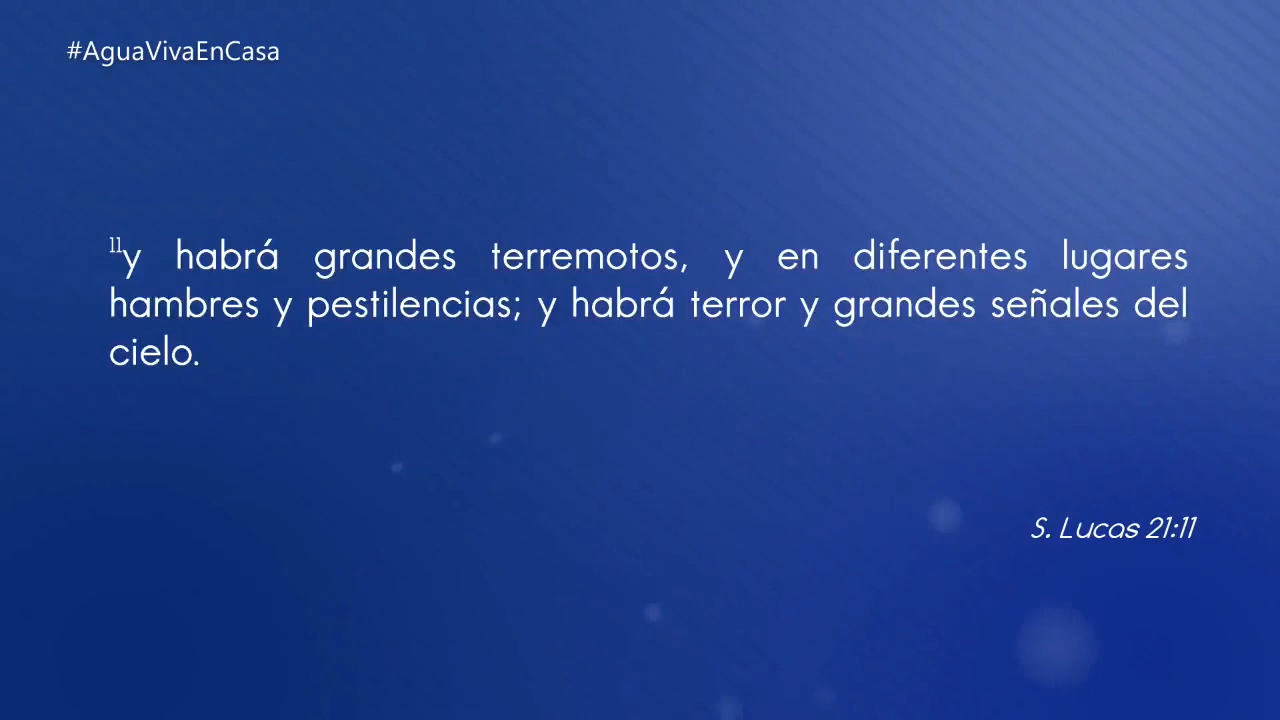 #AguaVivaEnCasa
11y habrá grandes terremotos, y en diferentes lugares
hambres y pestilencias; y habrá terror y grandes señales del
cielo.
S. Lucas 21:11